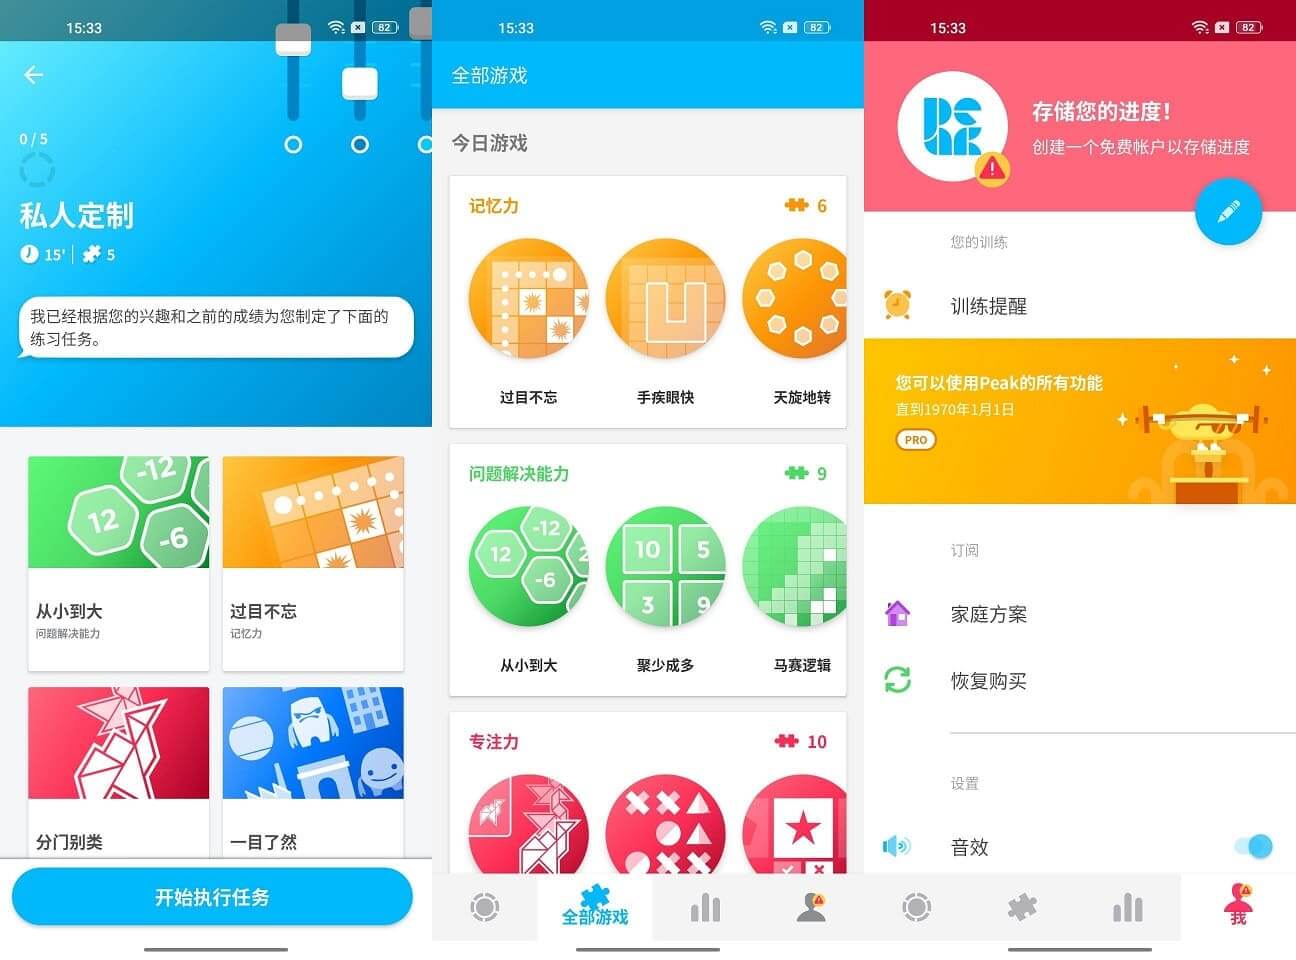 15:33
82
0 / 5
私人定制
15' 5
我已经根据您的兴趣和之前的成绩为您制定了下面的
练习任务。
-12
12
-6
从小到大
问题解决能力
过目不忘
记忆力
分门别类
一目了然
开始执行任务
15:33
82
全部游戏
今日游戏
记忆力 6
过目不忘 手疾眼快 天旋地转
问题解决能力 9
-12
12
2
-6
10 5
3 9
从小到大 聚少成多 马赛逻辑
专注力 10
全部游戏
15:33
82
PEAK
存储您的进度!
创建一个免费帐户以存储进度
您的训练
训练提醒
您可以使用Peak的所有功能
直到1970年1月1日
PRO
订阅
家庭方案
恢复购买
设置
音效
我